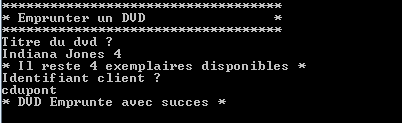 **********************************
* Emprunter un DVD               *
**********************************
Titre du dvd ?
Indiana Jones 4
* Il reste 4 exemplaires disponibles *
Identifiant client ?
cdupont
* DVD Emprunte avec succes *